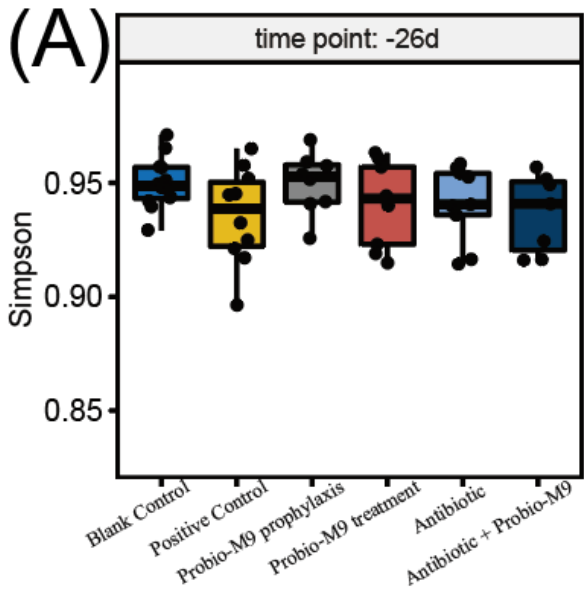 (A)
time point: -26d
Simpson
0.95
0.90
0.85
Blank Control
Positive Control
Probio-M9 prophylaxis
Probio-M9 treatment
Antibiotic
Antibiotic + Probio-M9